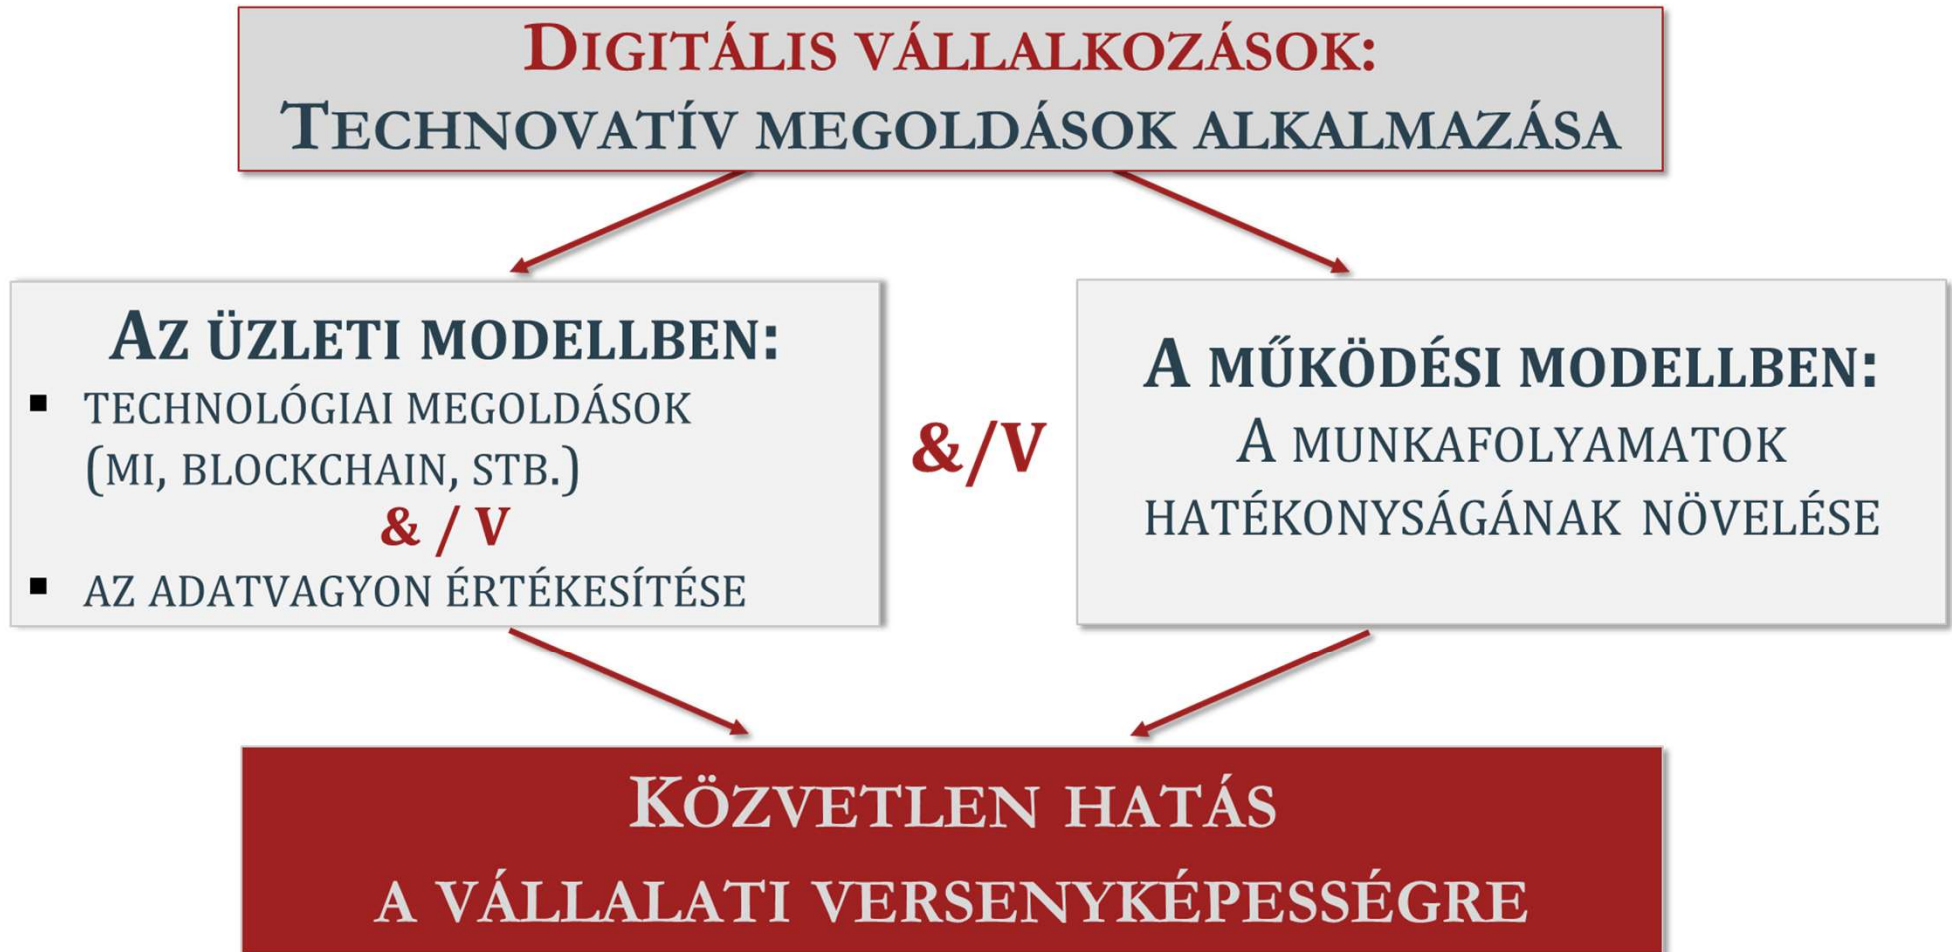 DIGITÁLIS VÁLLALKOZÁSOK:
TECHNOVATÍV MEGOLDÁSOK ALKALMAZÁSA
AZ ÜZLETI MODELLBEN:
▪ TECHNOLÓGIAI MEGOLDÁSOK
(MI, BLOCKCHAIN, STB.)
& / V
▪ AZ ADATVAGYON ÉRTÉKESÍTÉSE
&/V
A MŰKÖDÉSI MODELLBEN:
A MUNKAFOLYAMATOK
HATÉKONYSÁGÁNAK NÖVELÉSE
KÖZVETLEN HATÁS
A VÁLLALATI VERSENYKÉPESSÉGRE